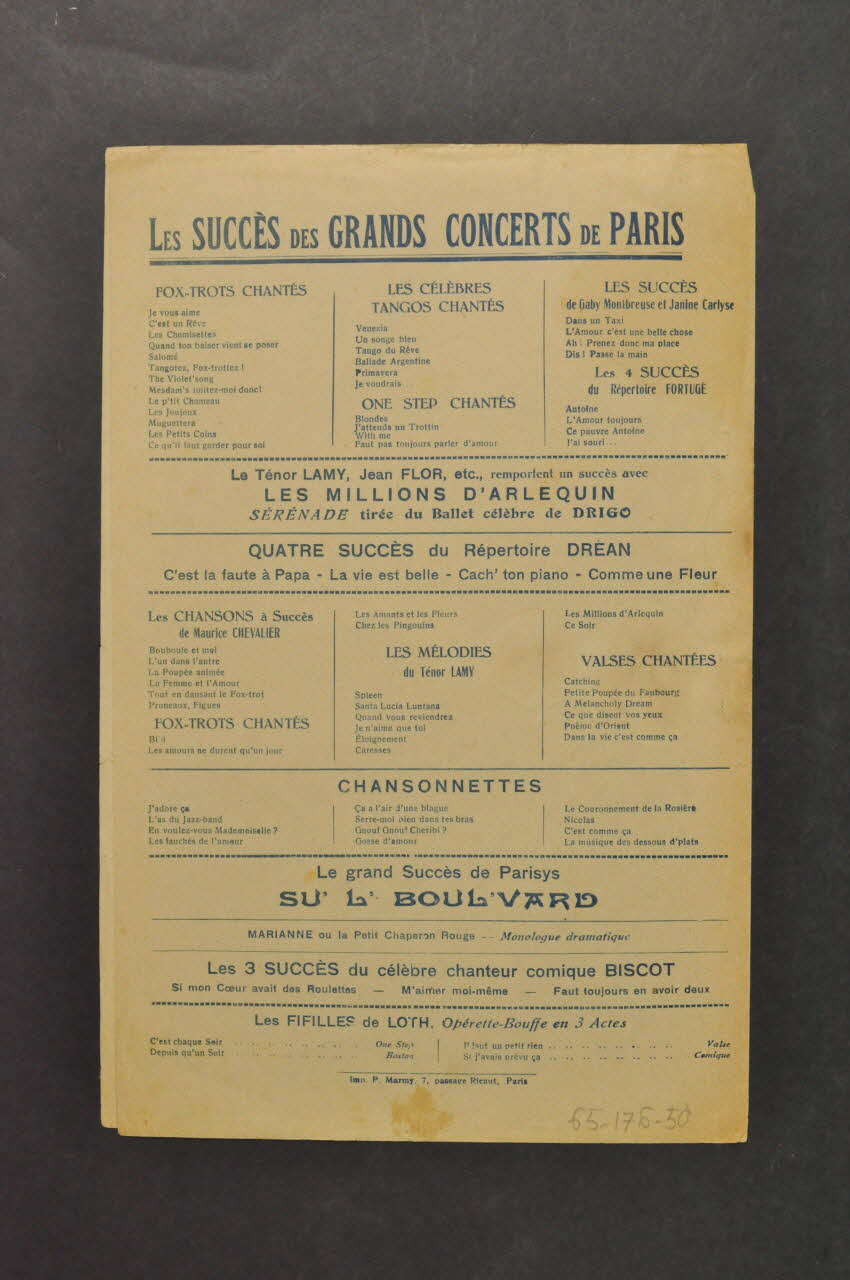 LES SUCCÈS DES GRANDS CONCERTS DE PARIS
FOX-TROTS CHANTÉS
Je vous aime
C'est un Rêve
Les Chemisettes
Quand ton baiser vient se poser
Salomé
Tangotez, Fox-trottez !
The Violet'song
Mesdam's imitez-moi donc!
Le p'tit Chameau
Les Joujoux
Muguettera
Les Petits Coins
Ce qu'il faut garder pour soi
LES CÉLÈBRES
TANGOS CHANTÉS
Venezia
Un songe bleu
Tango du Rêve
Ballade Argentine
Primavera
Je voudrais
ONE STEP CHANTÉS
Blondes
J'attends un Trottin
With me
Faut pas toujours parler d'amour
LES SUCCÈS
de Gaby Montbreuse et Janine Carlyse
Dans un Taxi
L'Amour c'est une belle chose
Ah ! Prenez donc ma place
Dis ! Passe la main
Les 4 SUCCÈS
du Répertoire FORTUGÉ
Antoine
L'Amour toujours
Ce pauvre Antoine
J'ai souri...
Le Ténor LAMY, Jean FLOR, etc., remportent un succès avec
LES MILLIONS D'ARLEQUIN
SÉRÉNADE tirée du Ballet célèbre de DRIGO
QUATRE SUCCÈS du Répertoire DRÉAN
C'est la faute à Papa - La vie est belle - Cach' ton piano - Comme une Fleur
Les CHANSONS à Succès
de Maurice CHEVALIER
Bouboule et moi
L'un dans l'autre
La Poupée animée
La Femme et l'Amour
Tout en dansant le Fox-trot
Pruneaux, Figues
FOX-TROTS CHANTÉS
Les amours ne durent qu'un jour
Les Amants et les Fleurs
Chez les Pingouins
LES MÉLODIES
du Ténor LAMY
Spleen
Santa Lucia Luntana
Quand vous reviendrez
Je n'aime que toi
Éloignement
Caresses
Les Millions d'Arlequin
Ce Soir
VALSES CHANTÉES
Catching
Petite Poupée du Faubourg
A Melancholy Dream
Ce que disent vos yeux
Poème d'Orient
Dans la vie c'est comme ça
CHANSONNETTES
J'adore ça
L'as du Jazz-band
En voulez-vous Mademoiselle ?
Les fauchés de l'amour
Ça a l'air d'une blague
Serre-moi bien dans tes bras
Gnouf Gnouf Cheribi ?
Gosse d'amour
Le Couronnement de la Rosière
Nicolas
C'est comme ça
La musique des dessous d'plats
Le grand Succès de Parisys
SU' L' BOUL'VARD
MARIANNE ou la Petit Chaperon Rouge -- Monologue dramatique
Les 3 SUCCÈS du célèbre chanteur comique BISCOT
Si mon Cœur avait des Roulettes — M'aimer moi-même — Faut toujours en avoir deux
Les FIFILLES de LOTH, Opérette-Bouffe en 3 Actes
C'est chaque Soir .. .. .. .. .. .. .. One Step
Depuis qu'un Soir .. .. .. .. .. .. .. Boston
I' faut un petit rien .. .. .. .. .. .. .. Valse
Si j'avais prévu ça .. .. .. .. .. .. .. Comique
Imp. P. Marmy, 7, passage Ricaut, Paris
65-176-50